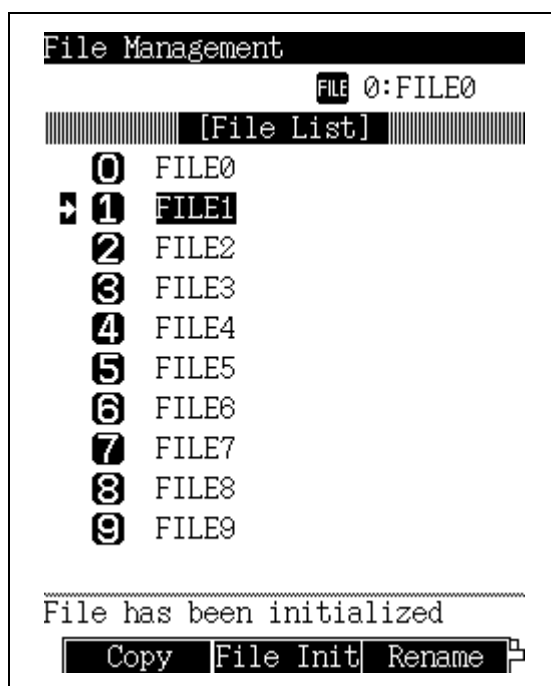 File Management
FILE 0:FILE0
[File List]
0 FILE0
1 FILE1
2 FILE2
3 FILE3
4 FILE4
5 FILE5
6 FILE6
7 FILE7
8 FILE8
9 FILE9
File has been initialized
Copy File Init Rename